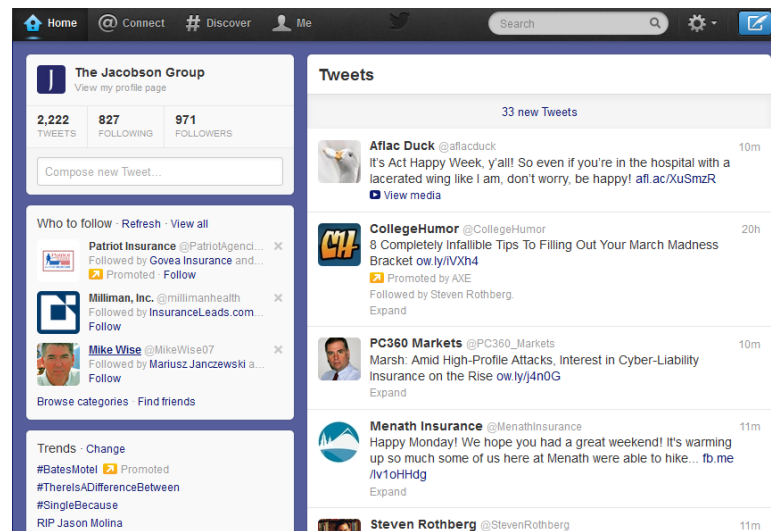 Home
Connect
Discover
Me
Search
J
The Jacobson Group
View my profile page
2,222
827
971
TWEETS
FOLLOWING
FOLLOWERS
Compose new Tweet...
Who to follow · Refresh · View all
Patriot Insurance @PatriotAgenci...
Followed by Govea Insurance and...
Promoted · Follow
Milliman, Inc. @millimanhealth
Followed by InsuranceLeads.com...
Follow
Mike Wise @MikeWise07
Followed by Mariusz Janczewski a...
Follow
Browse categories · Find friends
Trends · Change
#BatesMotel Promoted
#ThereIsADifferenceBetween
#SingleBecause
RIP Jason Molina
Tweets
33 new Tweets
Aflac Duck @aflacduck 10m
It's Act Happy Week, y'all! So even if you're in the hospital with a
lacerated wing like I am, don't worry, be happy! afl.ac/XuSmzR
View media
CH
CollegeHumor @CollegeHumor 20h
8 Completely Infallible Tips To Filling Out Your March Madness
Bracket ow.ly/iVXh4
Promoted by AXE
Followed by Steven Rothberg.
Expand
PC360 Markets @PC360_Markets 10m
Marsh: Amid High-Profile Attacks, Interest in Cyber-Liability
Insurance on the Rise ow.ly/j4n0G
Expand
Menath Insurance @MenathInsurance 11m
Happy Monday! We hope you had a great weekend! It's warming
up so much some of us here at Menath were able to hike... fb.me
/Iv1oHHdg
Expand
Steven Rothberg @StevenRothberg 11m